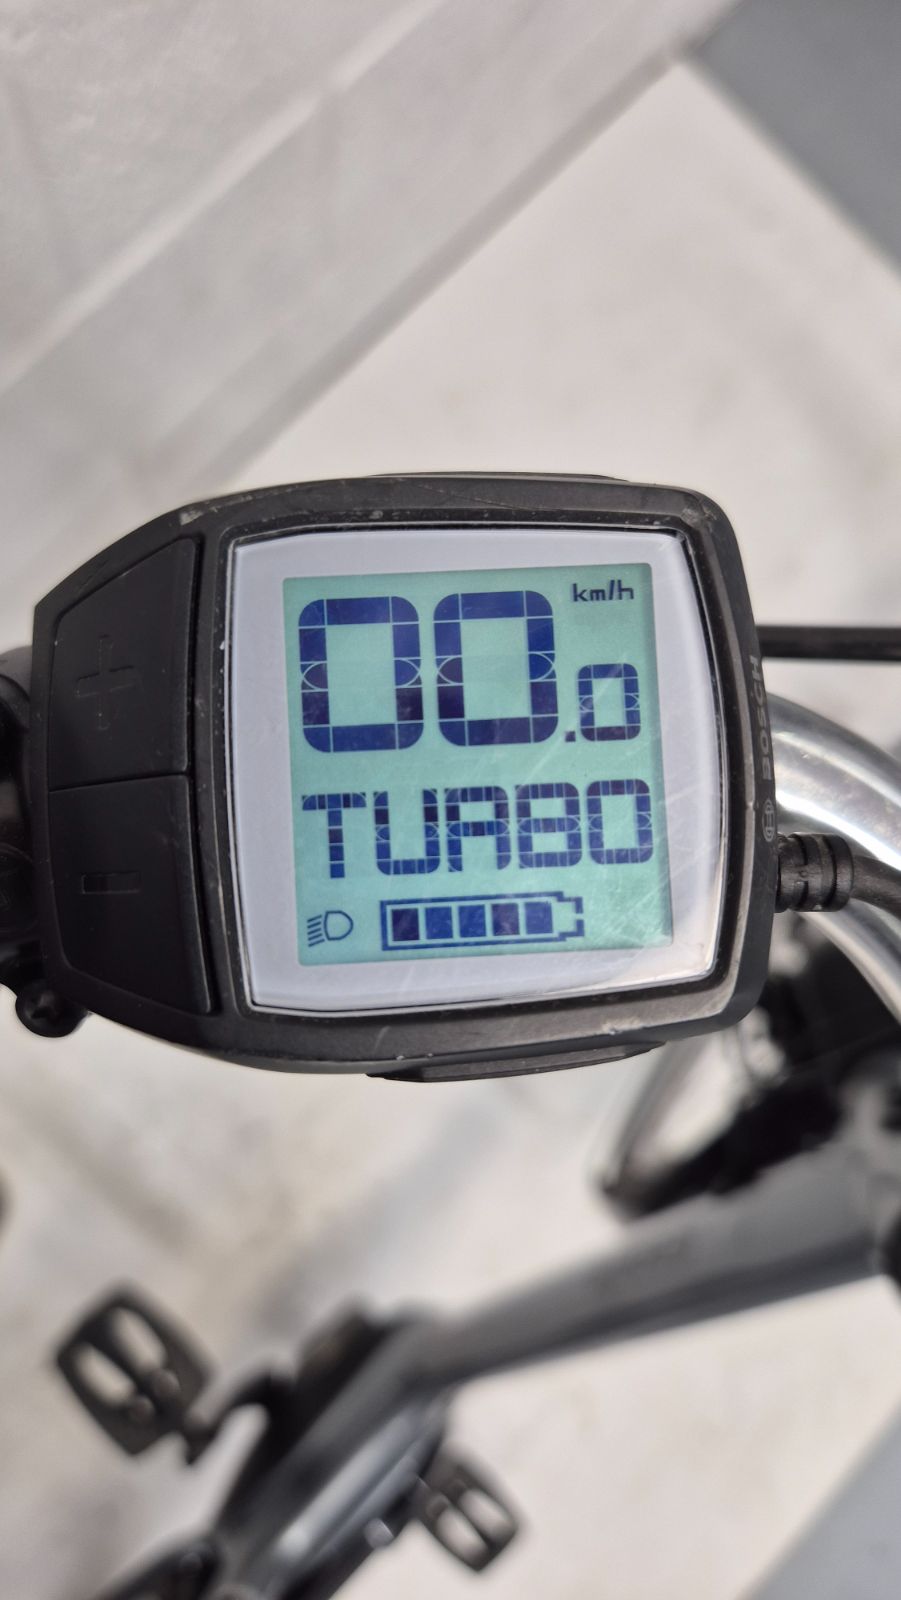 km/h
00.0
TURBO
+
-
BOSCH